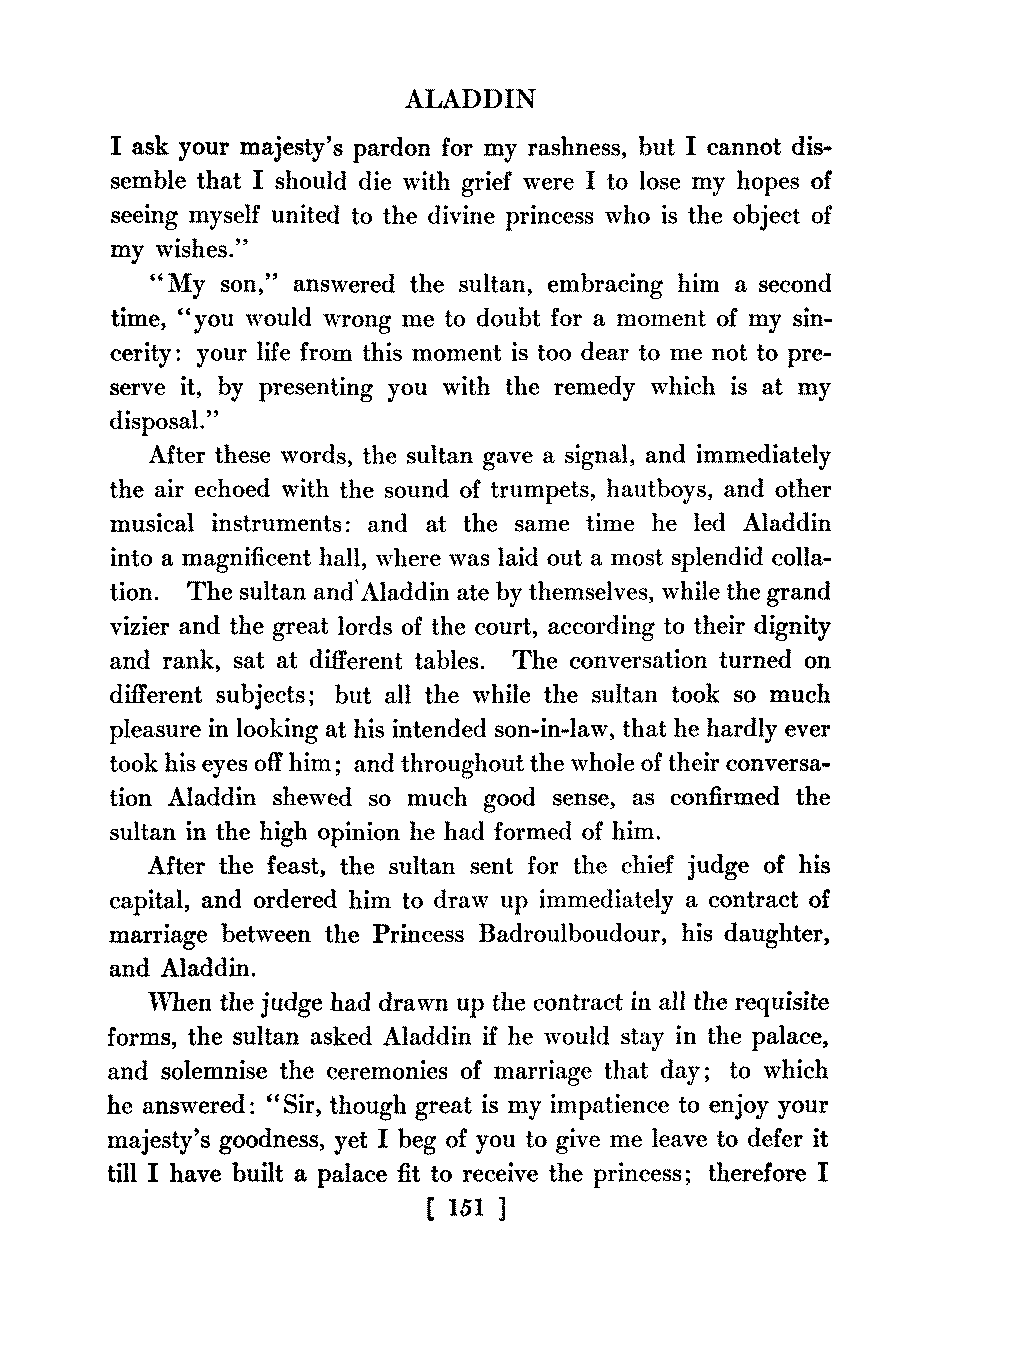 ALADDIN
I ask your majesty's pardon for my rashness, but I cannot dis-
semble that I should die with grief were I to lose my hopes of
seeing myself united to the divine princess who is the object of
my wishes."
"My son," answered the sultan, embracing him a second
time, "you would wrong me to doubt for a moment of my sin-
cerity: your life from this moment is too dear to me not to pre-
serve it, by presenting you with the remedy which is at my
disposal."
After these words, the sultan gave a signal, and immediately
the air echoed with the sound of trumpets, hautboys, and other
musical instruments: and at the same time he led Aladdin
into a magnificent hall, where was laid out a most splendid colla-
tion. The sultan and Aladdin ate by themselves, while the grand
vizier and the great lords of the court, according to their dignity
and rank, sat at different tables. The conversation turned on
different subjects; but all the while the sultan took so much
pleasure in looking at his intended son-in-law, that he hardly ever
took his eyes off him; and throughout the whole of their conversa-
tion Aladdin shewed so much good sense, as confirmed the
sultan in the high opinion he had formed of him.
After the feast, the sultan sent for the chief judge of his
capital, and ordered him to draw up immediately a contract of
marriage between the Princess Badroulboudour, his daughter,
and Aladdin.
When the judge had drawn up the contract in all the requisite
forms, the sultan asked Aladdin if he would stay in the palace,
and solemnise the ceremonies of marriage that day; to which
he answered: "Sir, though great is my impatience to enjoy your
majesty's goodness, yet I beg of you to give me leave to defer it
till I have built a palace fit to receive the princess; therefore I
[ 151 ]